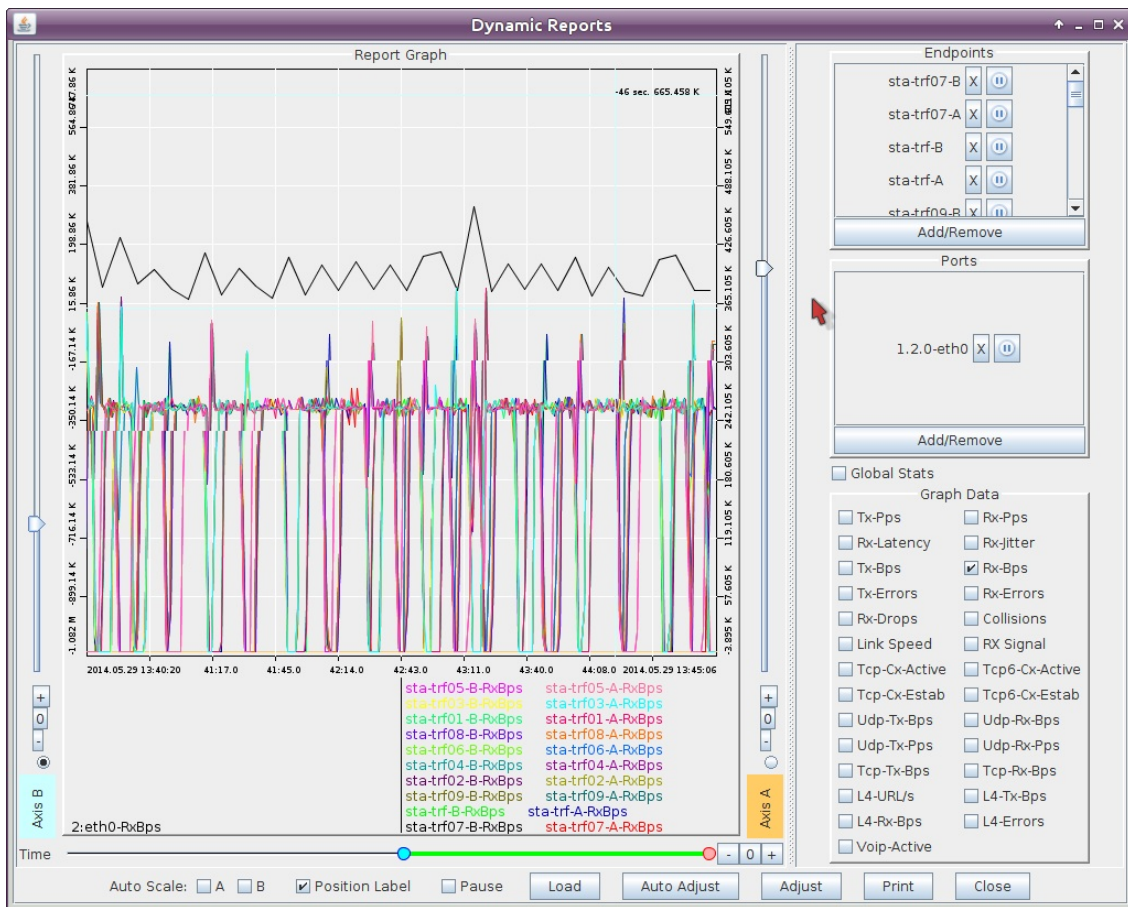 Dynamic Reports
Report Graph
-46 sec. 665.458 K
564.86 K
381.86 K
198.86 K
15.86 K
-167.14 K
-350.14 K
-533.14 K
-716.14 K
-899.14 K
-1.082 M
549.605 K
488.105 K
426.605 K
365.105 K
303.605 K
242.105 K
180.605 K
119.105 K
57.605 K
-3.895 K
2014.05.29 13:40:20 41:17.0 41:45.0 42:14.0 42:43.0 43:11.0 43:40.0 44:08.0 2014.05.29 13:45:06
sta-trf05-B-RxBps sta-trf05-A-RxBps
sta-trf03-B-RxBps sta-trf03-A-RxBps
sta-trf01-B-RxBps sta-trf01-A-RxBps
sta-trf08-B-RxBps sta-trf08-A-RxBps
sta-trf06-B-RxBps sta-trf06-A-RxBps
sta-trf04-B-RxBps sta-trf04-A-RxBps
sta-trf02-B-RxBps sta-trf02-A-RxBps
sta-trf09-B-RxBps sta-trf09-A-RxBps
sta-trf-B-RxBps sta-trf-A-RxBps
2:eth0-RxBps sta-trf07-B-RxBps sta-trf07-A-RxBps
+
0
-
Axis B
+
0
-
Axis A
Time - 0 +
Endpoints
sta-trf07-B X
sta-trf07-A X
sta-trf-B X
sta-trf-A X
sta-trf09-B X
Add/Remove
Ports
1.2.0-eth0 X
Add/Remove
Global Stats
Graph Data
Tx-Pps Rx-Pps
Rx-Latency Rx-Jitter
Tx-Bps Rx-Bps
Tx-Errors Rx-Errors
Rx-Drops Collisions
Link Speed RX Signal
Tcp-Cx-Active Tcp6-Cx-Active
Tcp-Cx-Estab Tcp6-Cx-Estab
Udp-Tx-Bps Udp-Rx-Bps
Udp-Tx-Pps Udp-Rx-Pps
Tcp-Tx-Bps Tcp-Rx-Bps
L4-URL/s L4-Tx-Bps
L4-Rx-Bps L4-Errors
Voip-Active
Auto Scale: A B Position Label Pause Load Auto Adjust Adjust Print Close